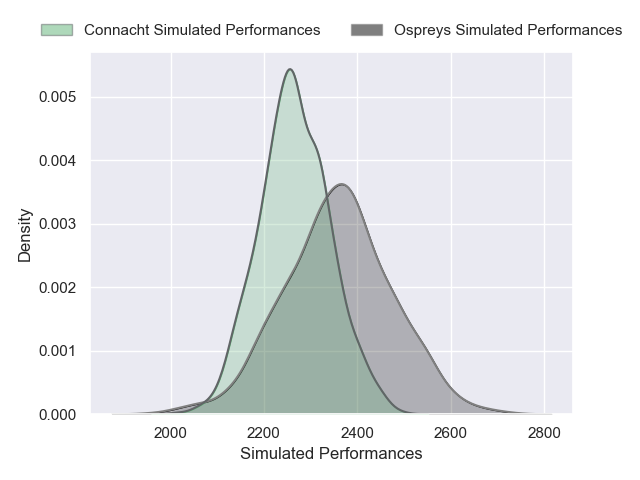 Connacht Simulated Performances
Ospreys Simulated Performances
0.005
0.004
0.003
0.002
0.001
0.000
Density
2000
2200
2400
2600
2800
Simulated Performances